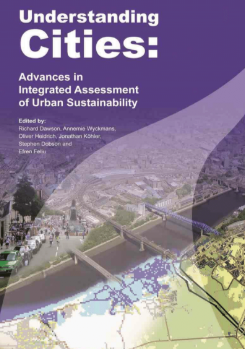 Understanding
Cities:
Advances in
Integrated Assessment
of Urban Sustainability
Edited by:
Richard Dawson, Annemie Wyckmans,
Oliver Heidrich, Jonathan Köhler,
Stephen Dobson and
Efren Feliu